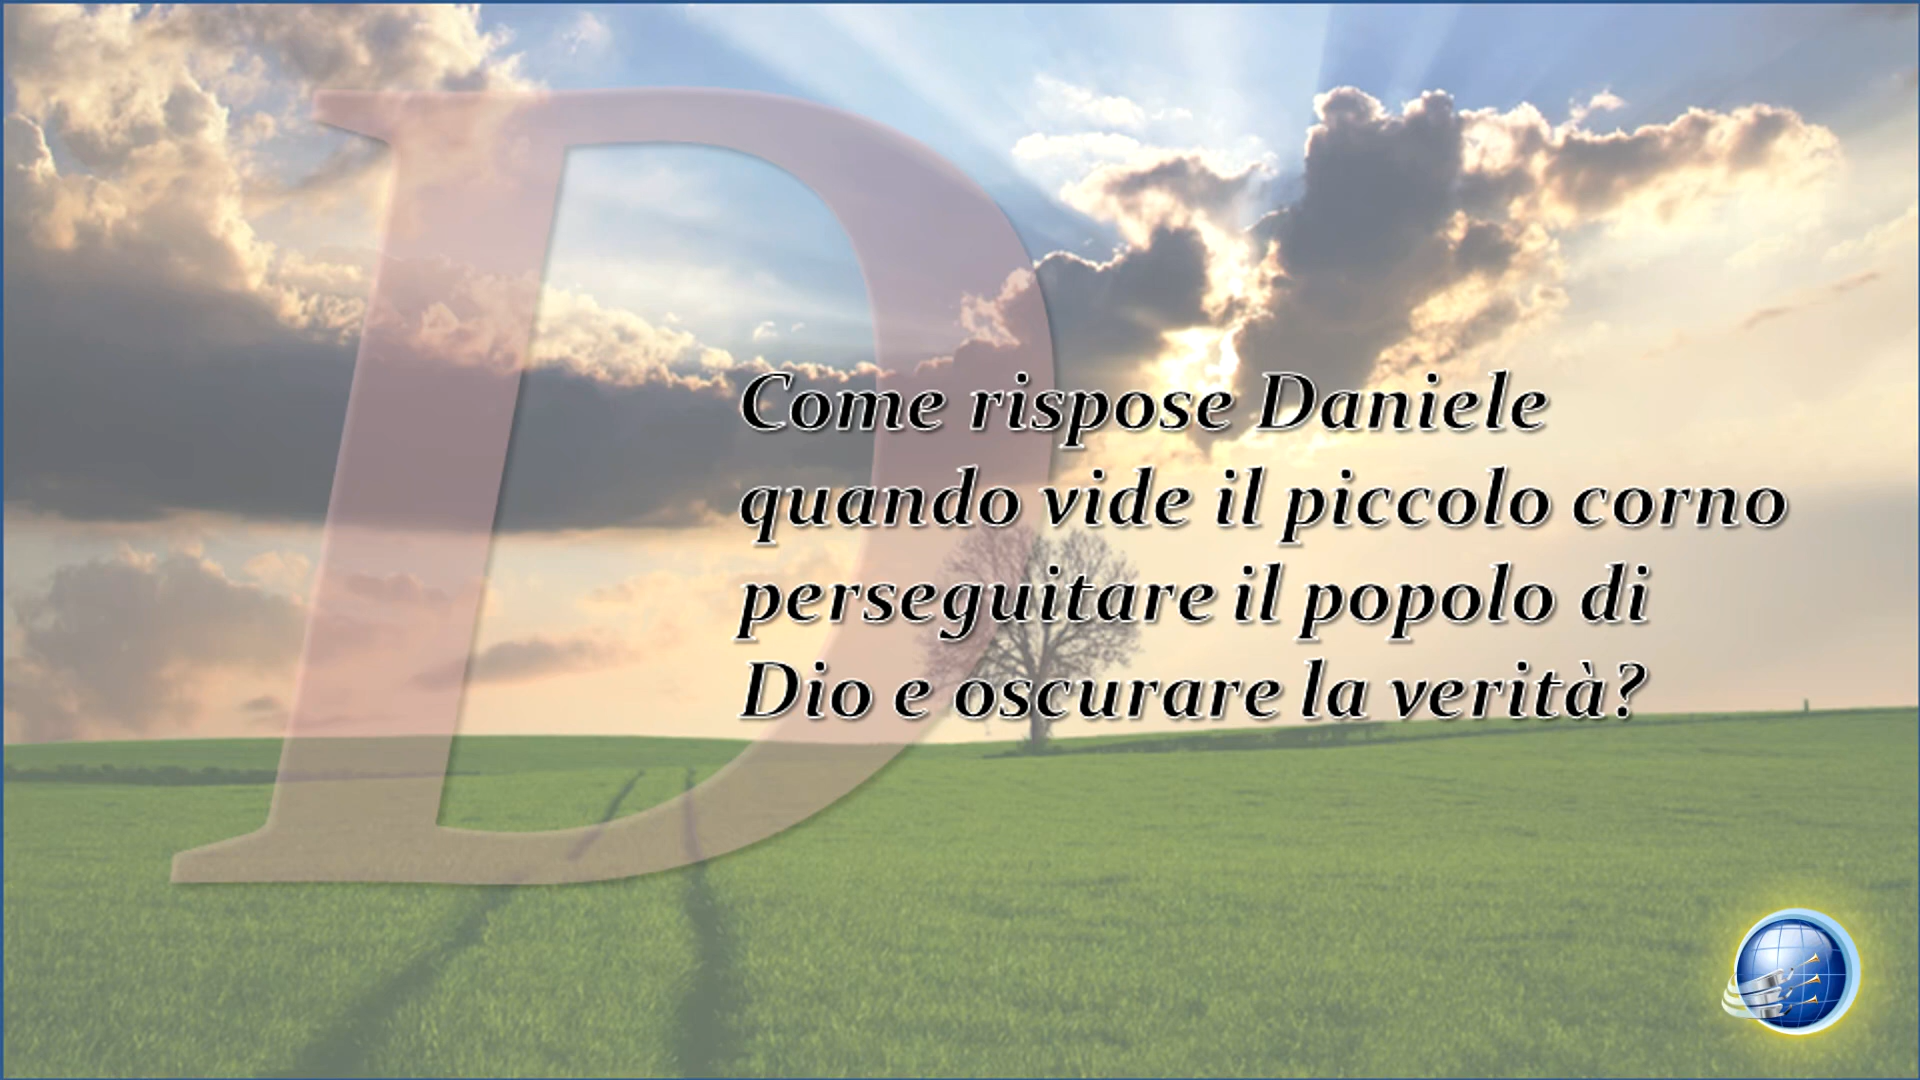 D
Come rispose Daniele
quando vide il piccolo corno
perseguitare il popolo di
Dio e oscurare la verità?